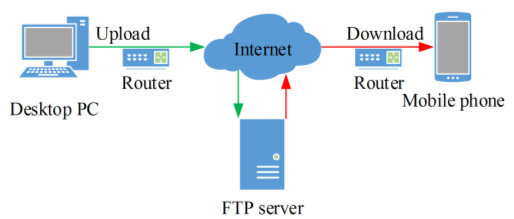 Upload
Internet
Download
Router
Router
Desktop PC
Mobile phone
FTP server